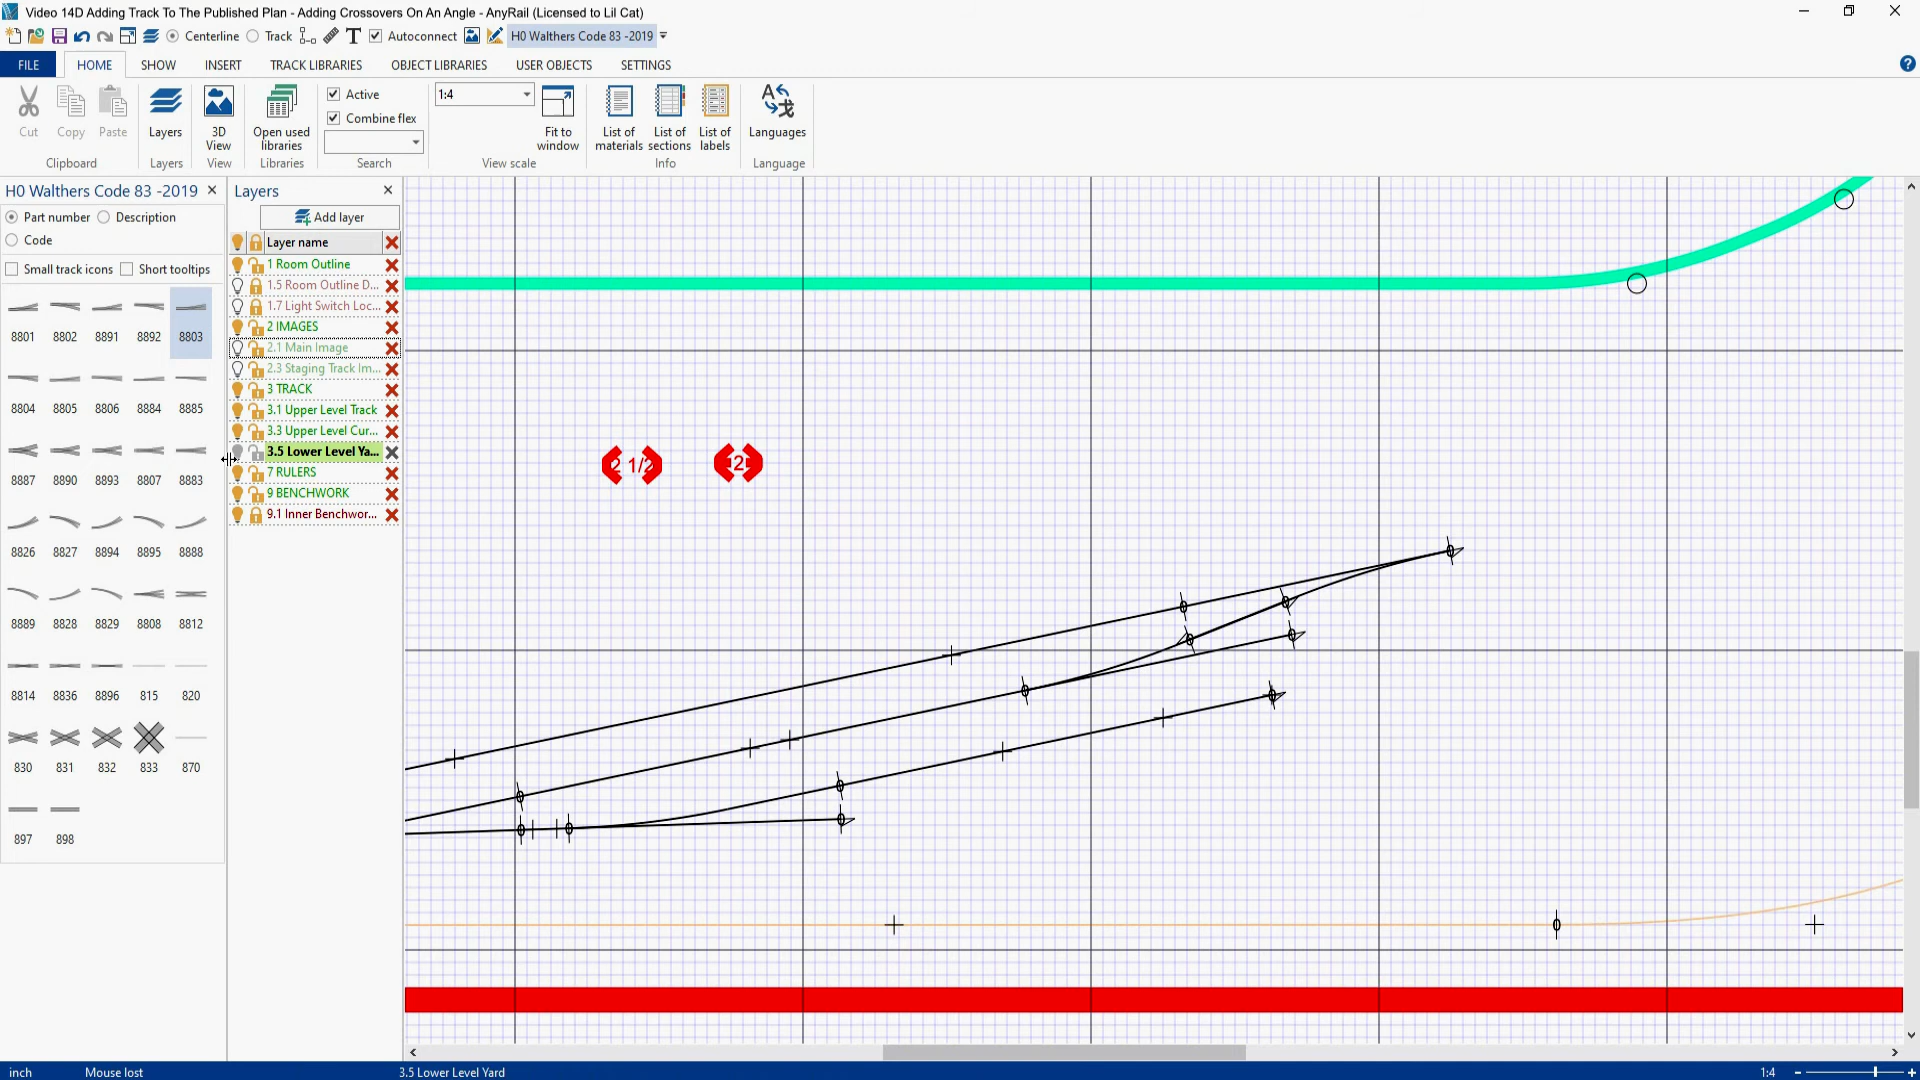 Video 14D Adding Track To The Published Plan - Adding Crossovers On An Angle - AnyRail (Licensed to Lil Cat)
Centerline Track T Autoconnect H0 Walthers Code 83 -2019
FILE HOME SHOW INSERT TRACK LIBRARIES OBJECT LIBRARIES USER OBJECTS SETTINGS
Cut Copy Paste
Clipboard
Layers
Layers
3D View
View
Open used libraries
Libraries
Active
Combine flex
Search
1:4
Fit to window
View scale
List of materials
List of sections
List of labels
Info
Languages
Language
H0 Walthers Code 83 -2019
Part number Description
Code
Small track icons Short tooltips
8801 8802 8891 8892 8803
8804 8805 8806 8884 8885
8887 8890 8893 8807 8883
8826 8827 8894 8895 8888
8889 8828 8829 8808 8812
8814 8836 8896 815 820
830 831 832 833 870
897 898
Layers
Add layer
Layer name
1 Room Outline
1.5 Room Outline D...
1.7 Light Switch Loc...
2 IMAGES
2.1 Main Image
2.3 Staging Track Im...
3 TRACK
3.1 Upper Level Track
3.3 Upper Level Cur...
3.5 Lower Level Ya...
7 RULERS
9 BENCHWORK
9.1 Inner Benchwor...
2 1/2 2
inch Mouse lost 3.5 Lower Level Yard 1:4